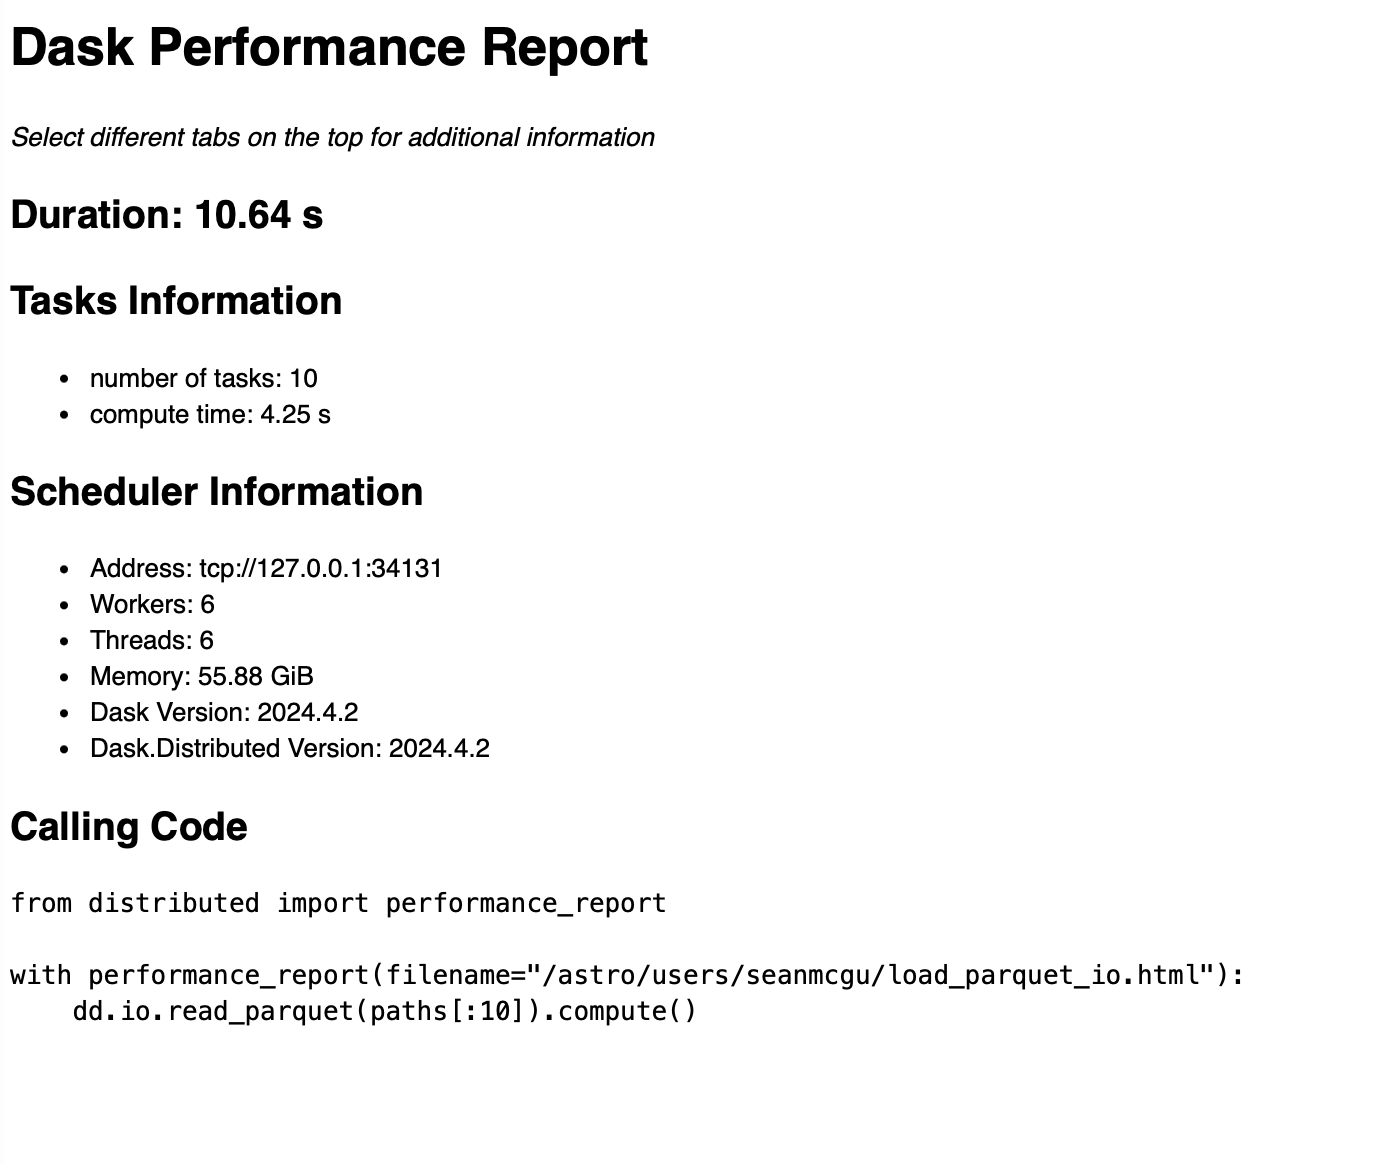 Dask Performance Report
Select different tabs on the top for additional information
Duration: 10.64 s
Tasks Information
• number of tasks: 10
• compute time: 4.25 s
Scheduler Information
• Address: tcp://127.0.0.1:34131
• Workers: 6
• Threads: 6
• Memory: 55.88 GiB
• Dask Version: 2024.4.2
• Dask.Distributed Version: 2024.4.2
Calling Code
from distributed import performance_report
with performance_report(filename="/astro/users/seanmcgu/load_parquet_io.html"):
    dd.io.read_parquet(paths[:10]).compute()